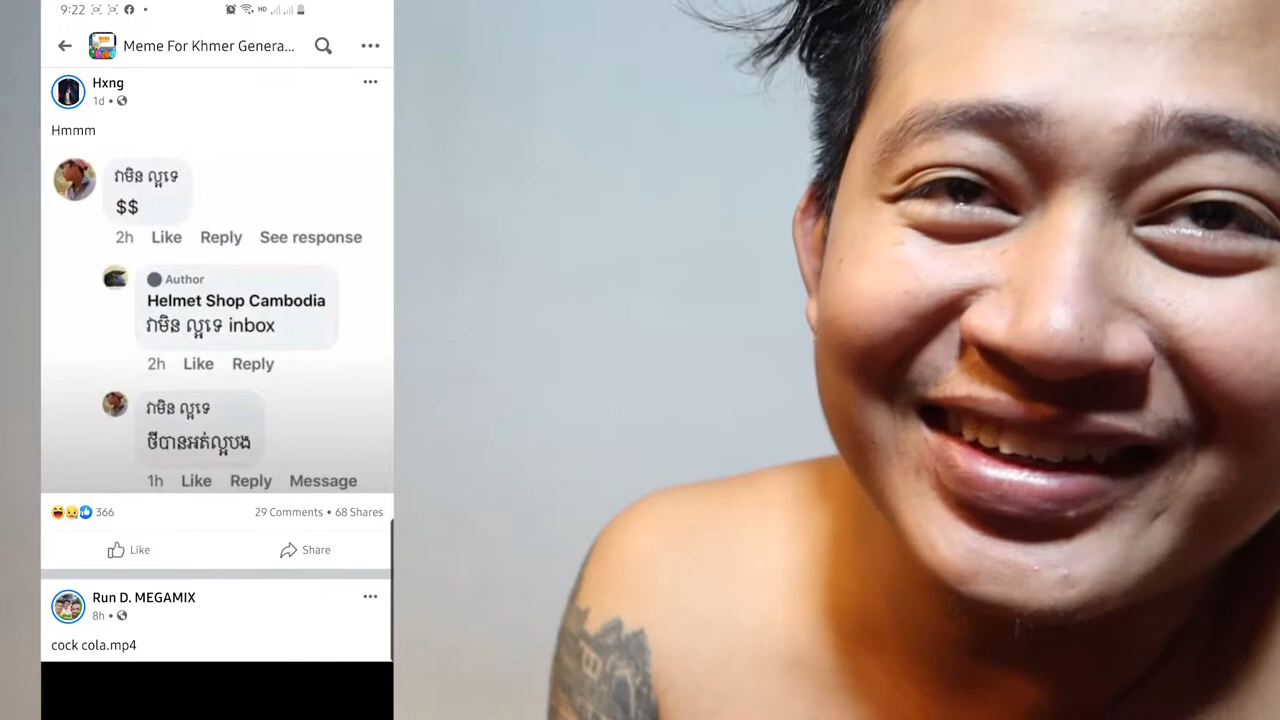 9:22
HD
Meme For Khmer Genera...
Hxng
1d
Hmmm
វាមិន ល្អទេ
$$
2h Like Reply See response
Author
Helmet Shop Cambodia
វាមិន ល្អទេ inbox
2h Like Reply
វាមិន ល្អទេ
ថីបានអត់ល្អបង
1h Like Reply Message
366 29 Comments • 68 Shares
Like Share
Run D. MEGAMIX
8h
cock cola.mp4